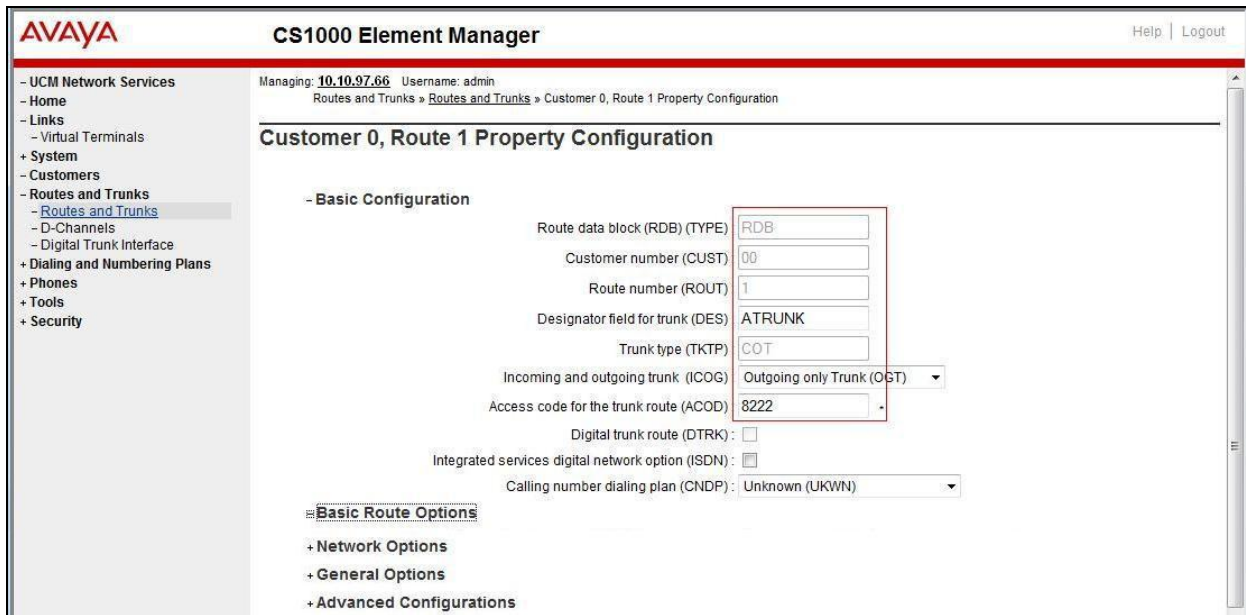 AVAYA
CS1000 Element Manager
Help | Logout
- UCM Network Services
- Home
- Links
- Virtual Terminals
+ System
- Customers
- Routes and Trunks
- Routes and Trunks
- D-Channels
- Digital Trunk Interface
+ Dialing and Numbering Plans
+ Phones
+ Tools
+ Security
Managing: 10.10.97.66 Username: admin
Routes and Trunks » Routes and Trunks » Customer 0, Route 1 Property Configuration
Customer 0, Route 1 Property Configuration
- Basic Configuration
Route data block (RDB) (TYPE) : RDB
Customer number (CUST) : 00
Route number (ROUT) : 1
Designator field for trunk (DES) : ATRUNK
Trunk type (TKTP) : COT
Incoming and outgoing trunk (ICOG) : Outgoing only Trunk (OGT)
Access code for the trunk route (ACOD) : 8222
Digital trunk route (DTRK) :
Integrated services digital network option (ISDN) :
Calling number dialing plan (CNDP) : Unknown (UKWN)
Basic Route Options
+ Network Options
+ General Options
+ Advanced Configurations